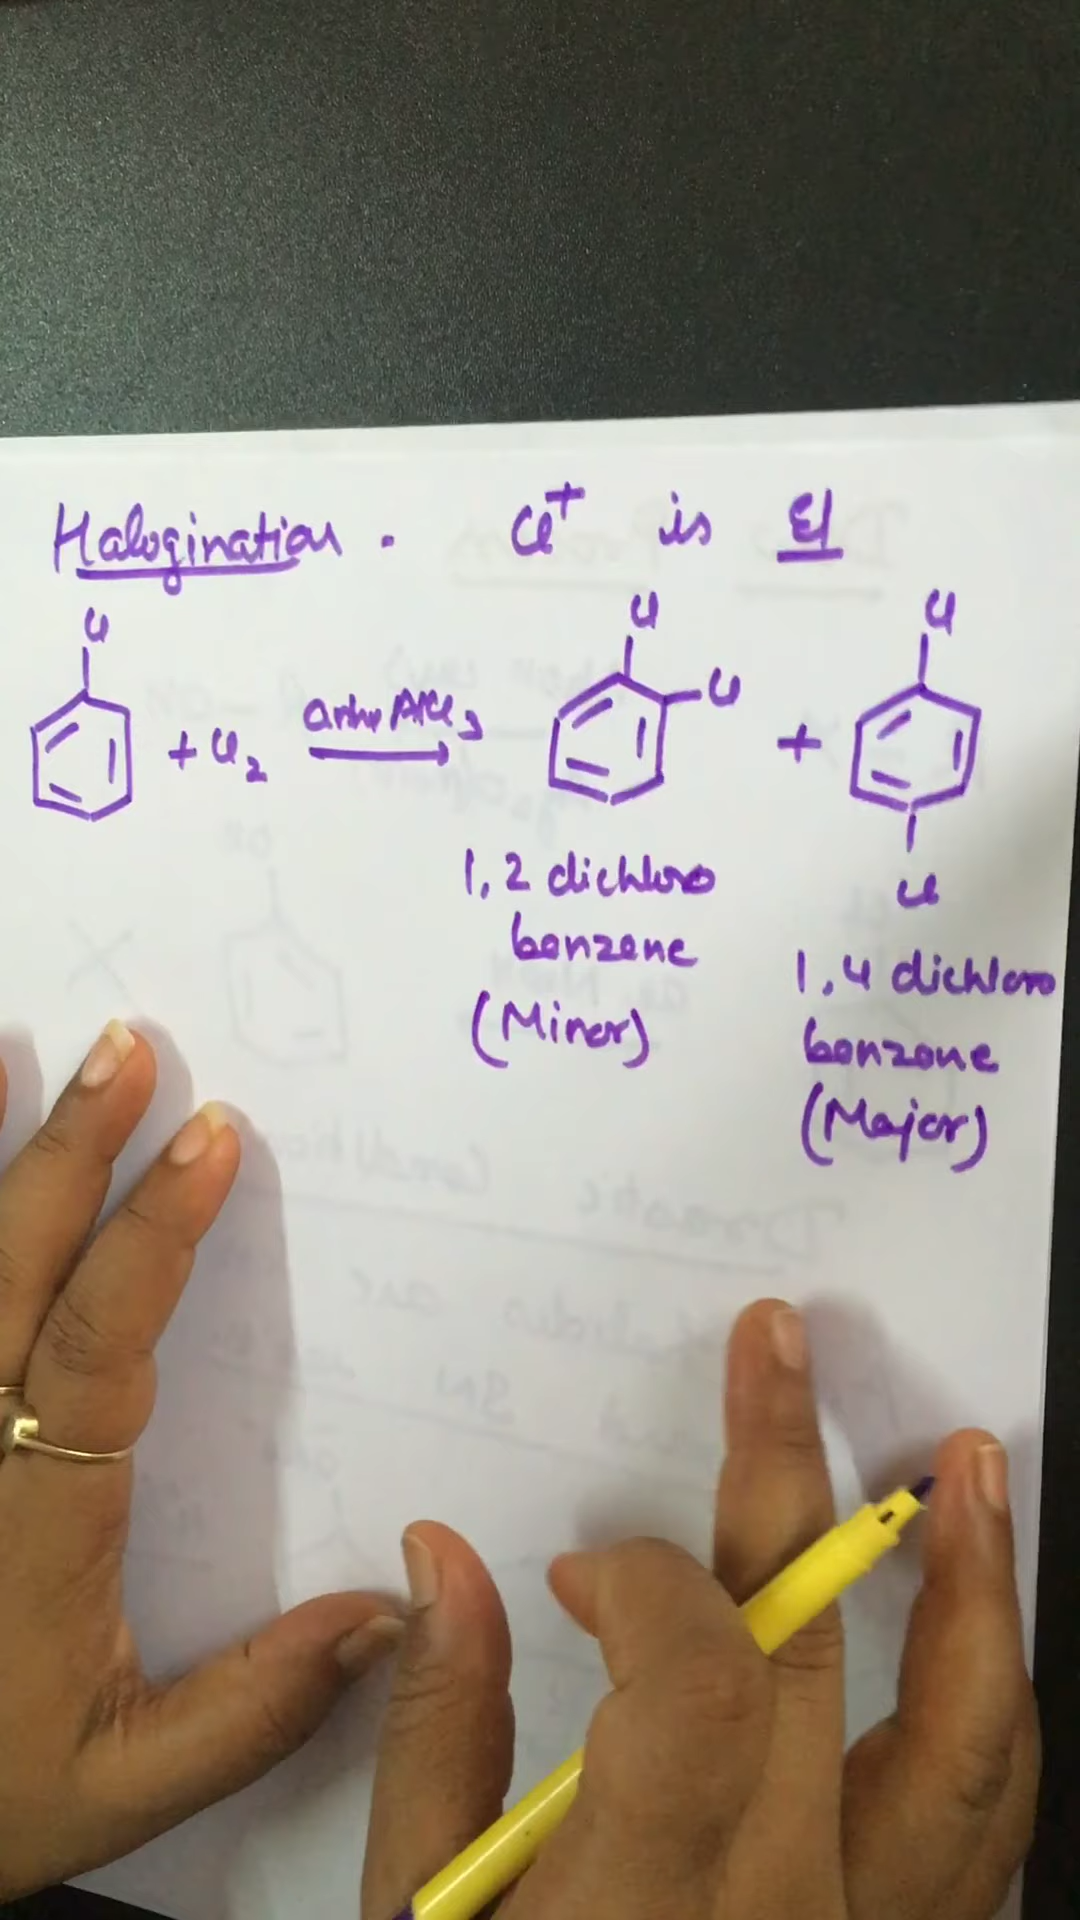 Halogination. Cl⁺ is El
Cl
Cl
Cl
+ Cl₂
anhy AlCl₃
Cl
+
Cl
1, 2 dichloro
benzene
(Minor)
1, 4 dichloro
benzene
(Major)